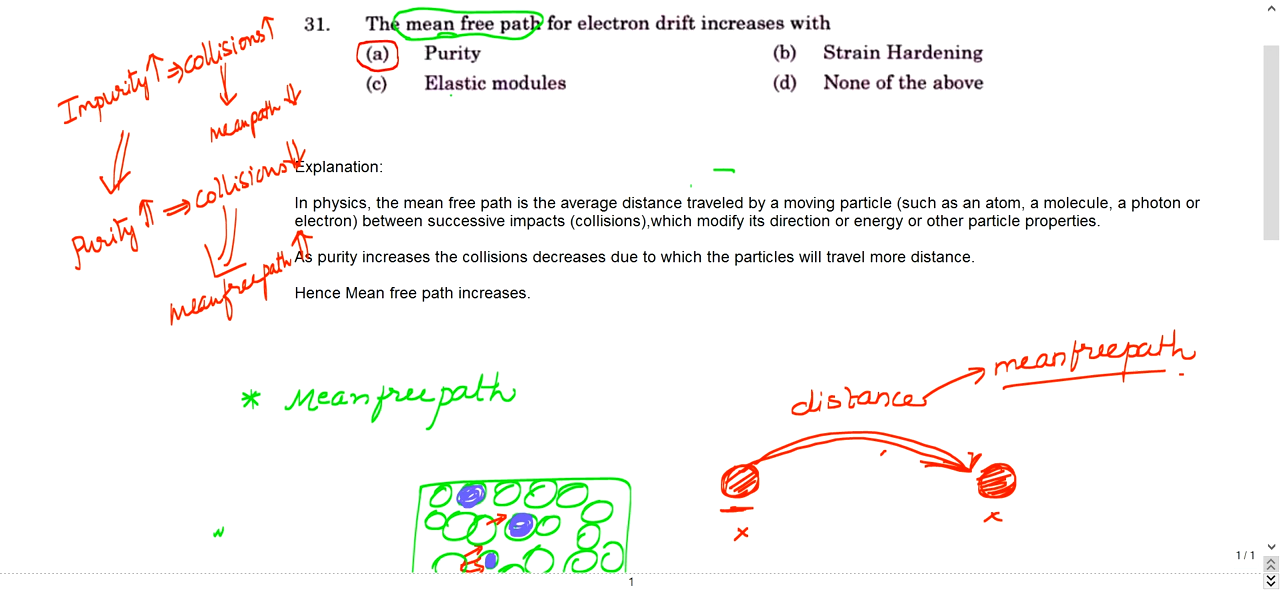 31. The mean free path for electron drift increases with
(a) Purity (b) Strain Hardening
(c) Elastic modules (d) None of the above
Impurity↑ ⇒ collisions↑
↓
meanpath ↓
Purity ↑ ⇒ collisions ↓
meanfreepath ↑
Explanation:
In physics, the mean free path is the average distance traveled by a moving particle (such as an atom, a molecule, a photon or
electron) between successive impacts (collisions),which modify its direction or energy or other particle properties.
As purity increases the collisions decreases due to which the particles will travel more distance.
Hence Mean free path increases.
* Meanfreepath
distance → meanfreepath
x x
1 / 1
1